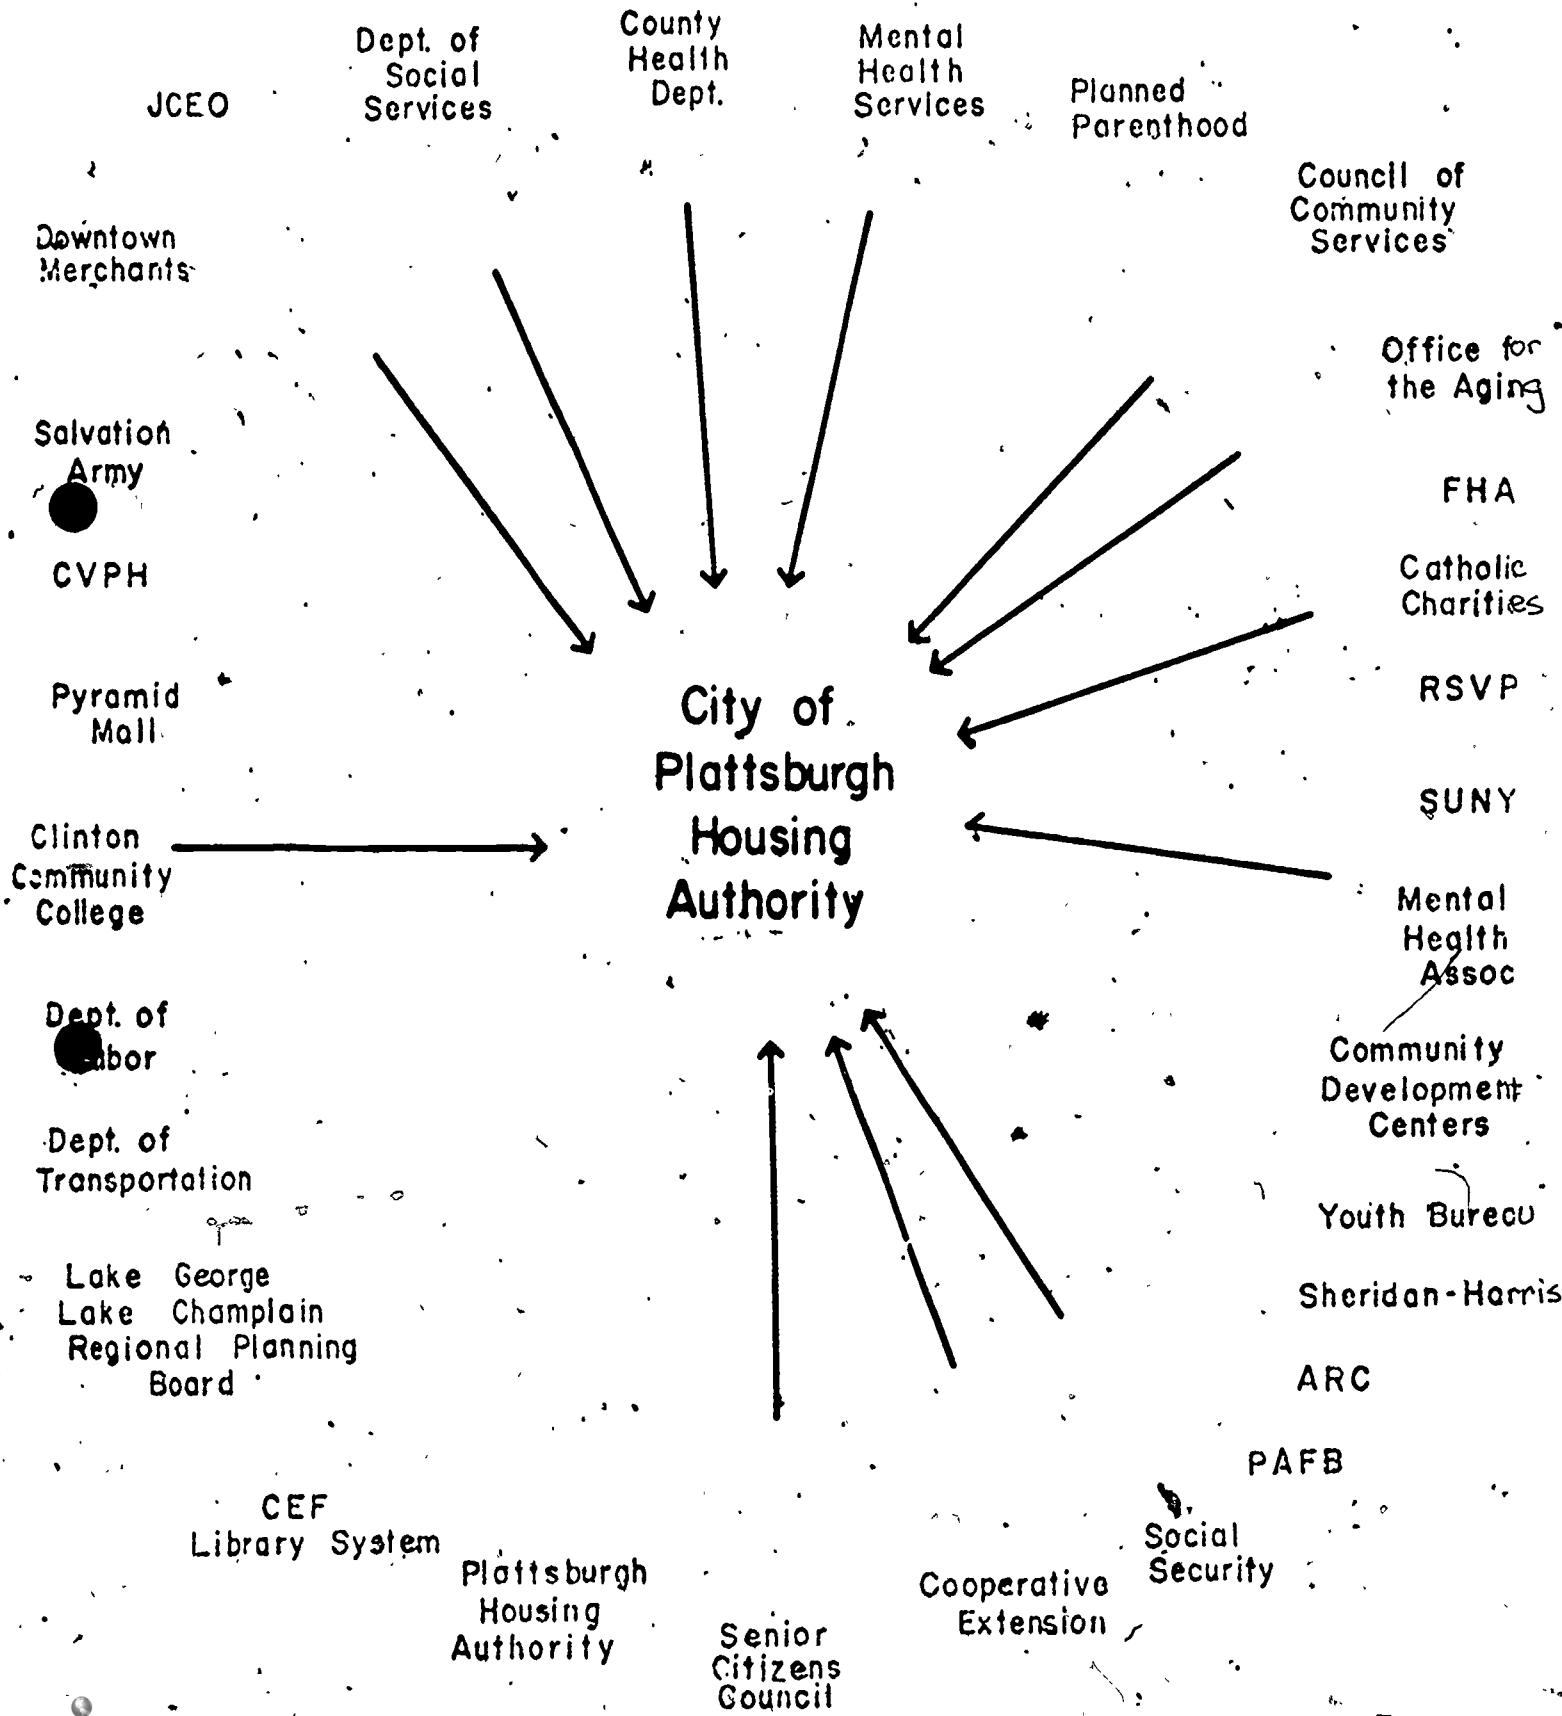 County
Health
Dept.
Dept. of
Social
Services
Mental
Health
Services
JCEO
Planned
Parenthood
Council of
Community
Services
Downtown
Merchants
Office for
the Aging
Salvation
Army
FHA
CVPH
Catholic
Charities
Pyramid
Mall
RSVP
City of
Plattsburgh
Housing
Authority
SUNY
Clinton
Community
College
Mental
Health
Assoc
Dept. of
Labor
Community
Development
Centers
Dept. of
Transportation
Youth Bureau
Lake George
Lake Champlain
Regional Planning
Board
Sheridan-Harris
ARC
PAFB
CEF
Library System
Social
Security
Plattsburgh
Housing
Authority
Cooperative
Extension
Senior
Citizens
Council